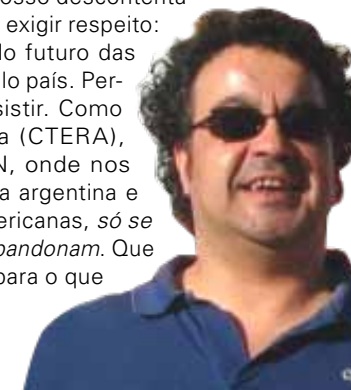 osso descontenta
exigir respeito:
do futuro das
lo país. Per-
sistir. Como
a (CTERA),
N, onde nos
a argentina e
ericanas, só se
bandonam. Que
para o que